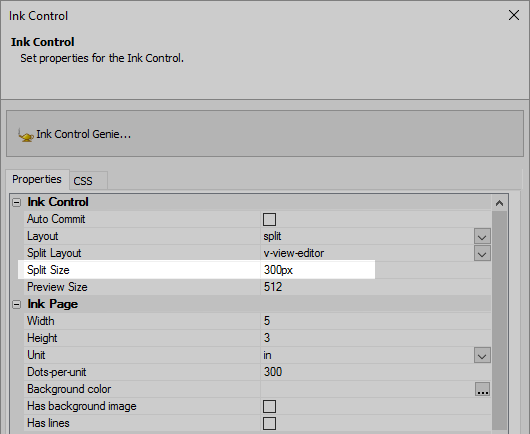 Ink Control
Ink Control
Set properties for the Ink Control.
Ink Control Genie...
Properties CSS
Ink Control
Auto Commit
Layout split
Split Layout v-view-editor
Split Size 300px
Preview Size 512
Ink Page
Width 5
Height 3
Unit in
Dots-per-unit 300
Background color ...
Has background image
Has lines